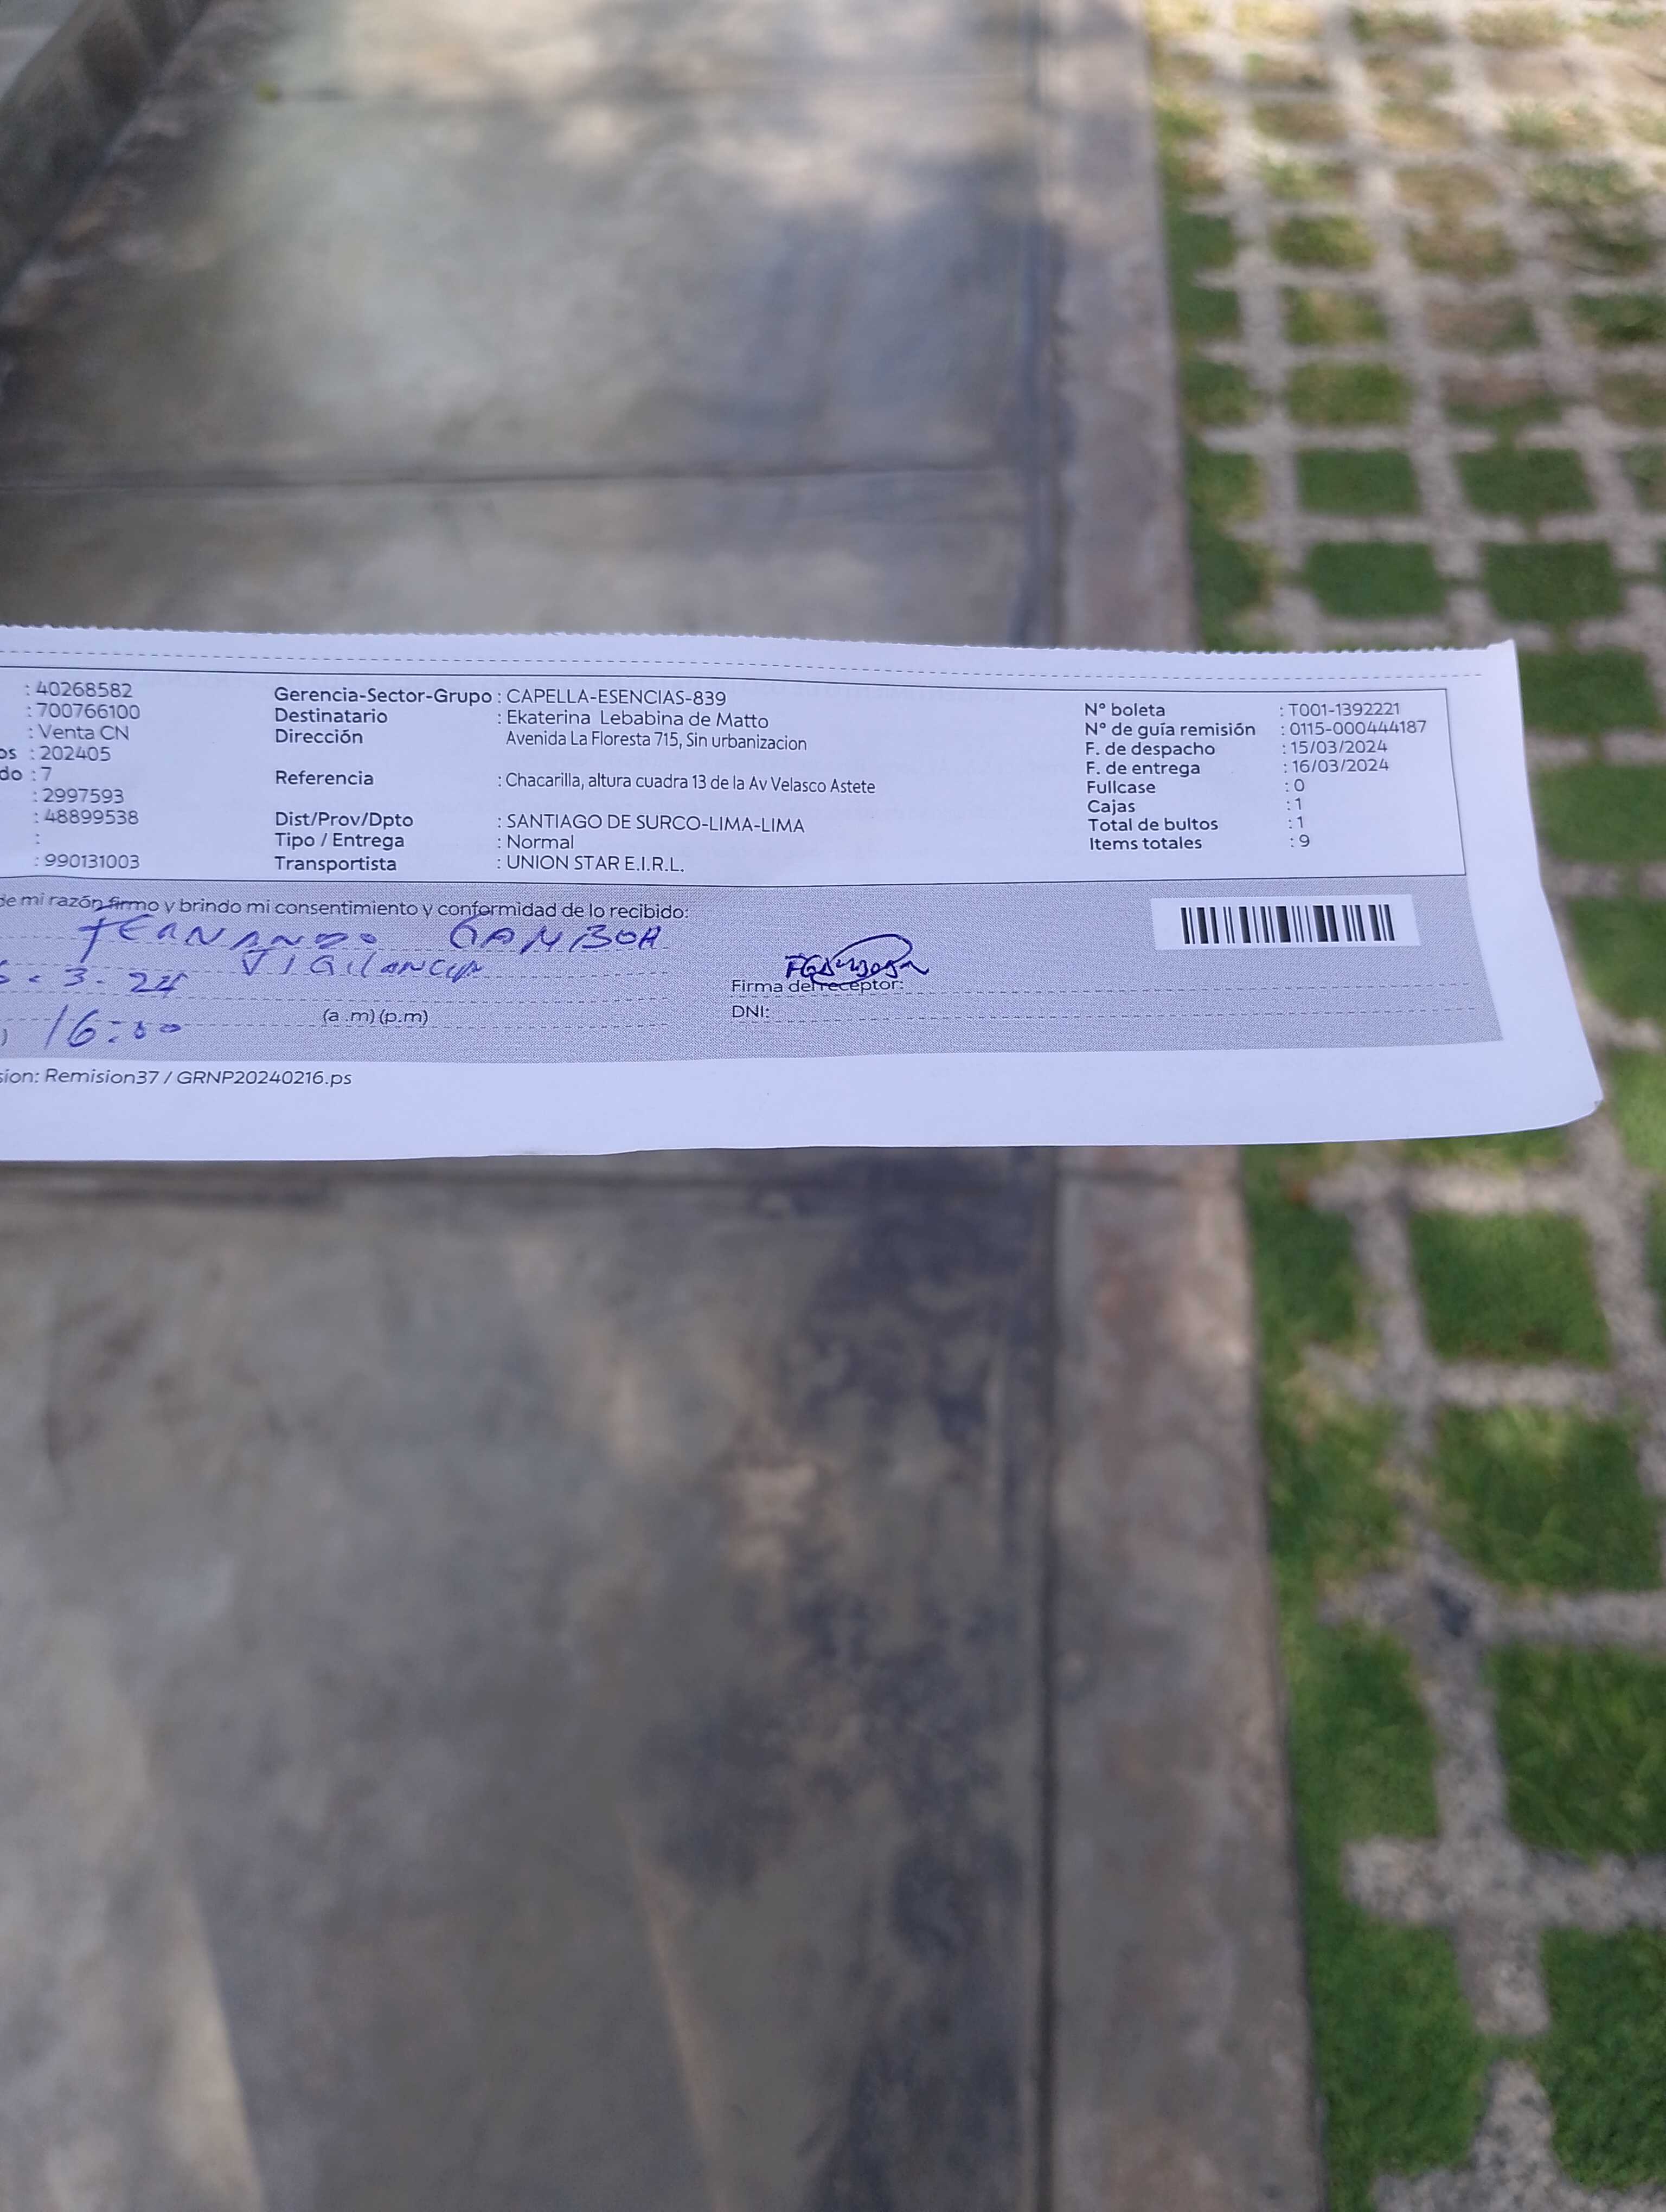 : 40268582
: 700766100
: Venta CN
os : 202405
do : 7
: 2997593
: 48899538
:
: 990131003
Gerencia-Sector-Grupo : CAPELLA-ESENCIAS-839
Destinatario : Ekaterina Lebabina de Matto
Dirección Avenida La Floresta 715, Sin urbanizacion
Referencia : Chacarilla, altura cuadra 13 de la Av Velasco Astete
Dist/Prov/Dpto : SANTIAGO DE SURCO-LIMA-LIMA
Tipo / Entrega : Normal
Transportista : UNION STAR E.I.R.L.
N° boleta : T001-1392221
N° de guía remisión : 0115-000444187
F. de despacho : 15/03/2024
F. de entrega : 16/03/2024
Fullcase : 0
Cajas : 1
Total de bultos : 1
Items totales : 9
de mi razón firmo y brindo mi consentimiento y conformidad de lo recibido:
FERNANDO GAMBOA
VIGILANCIA
. 3. 24
) 16:00 (a .m) (p.m)
Firma del receptor:
DNI:
sion: Remision37 / GRNP20240216.ps